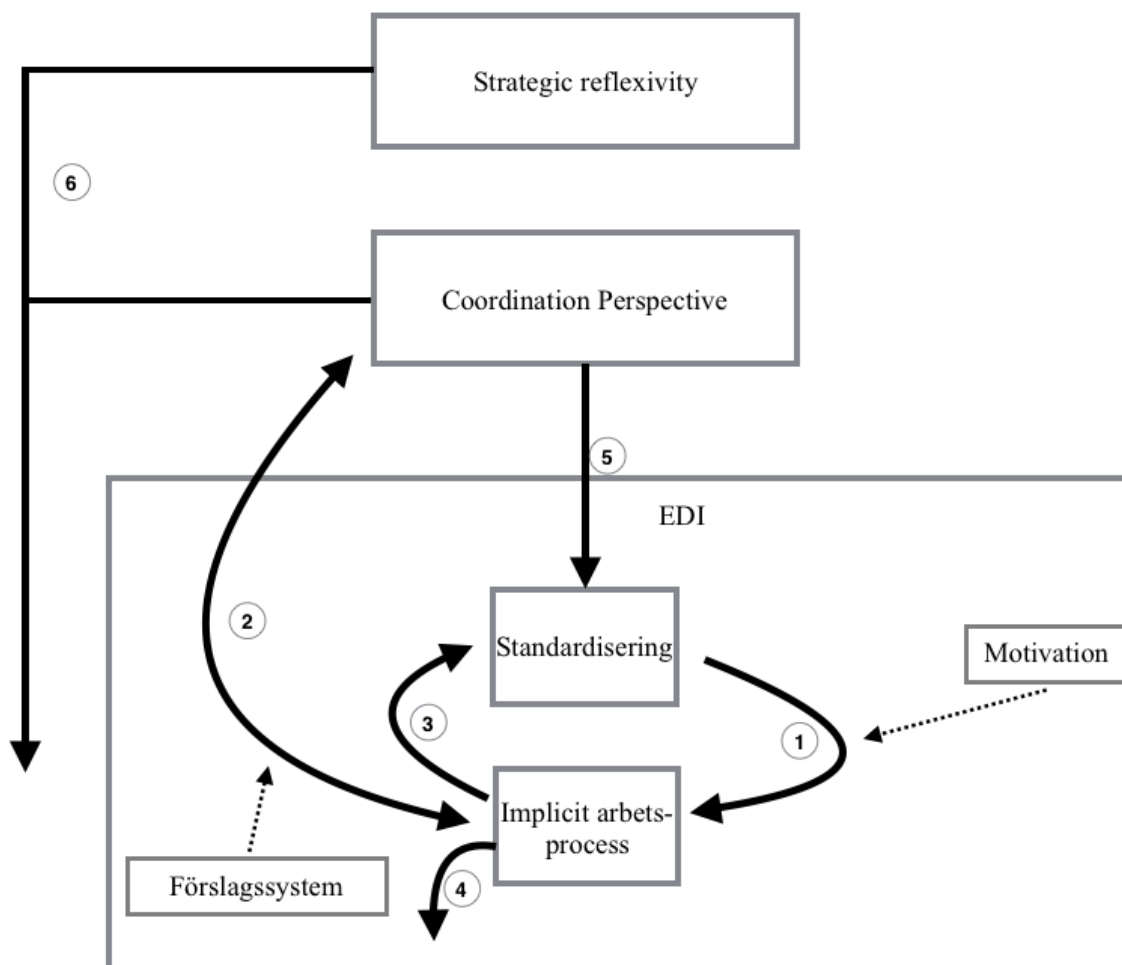 Strategic reflexivity
6
Coordination Perspective
5
EDI
2
Standardisering
Motivation
3
1
Implicit arbets-
process
Förslagssystem
4